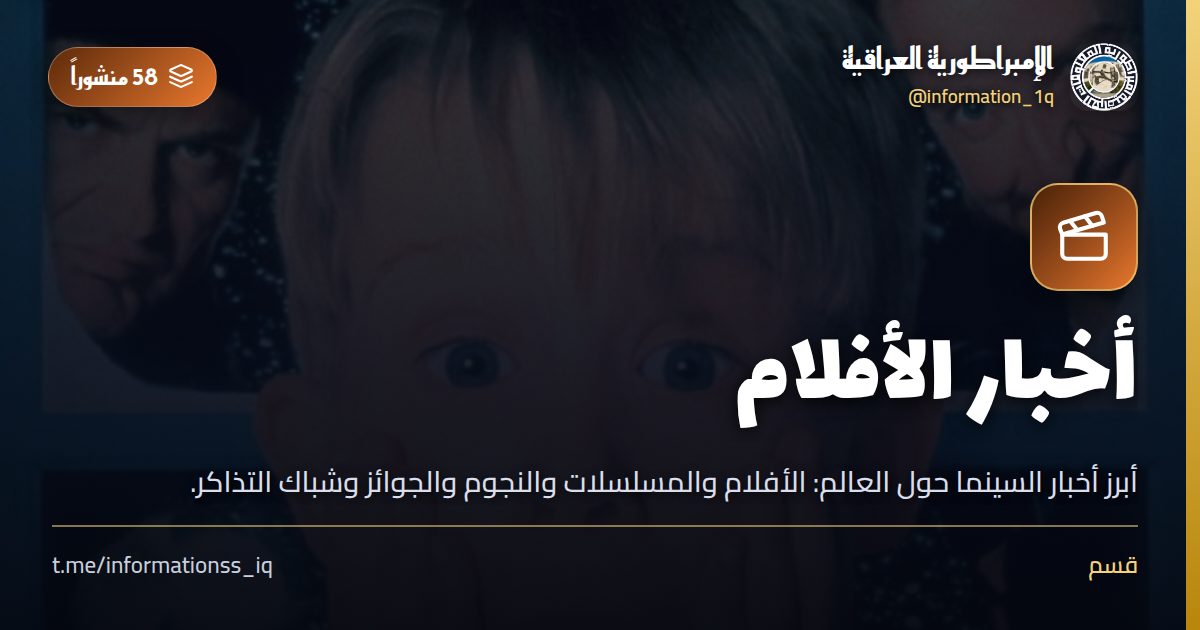 الإمبراطورية العراقية
@information_1q
58 منشوراً
أخبار الأفلام
أبرز أخبار السينما حول العالم: الأفلام والمسلسلات والنجوم والجوائز وشباك التذاكر.
قسم
t.me/informationss_iq